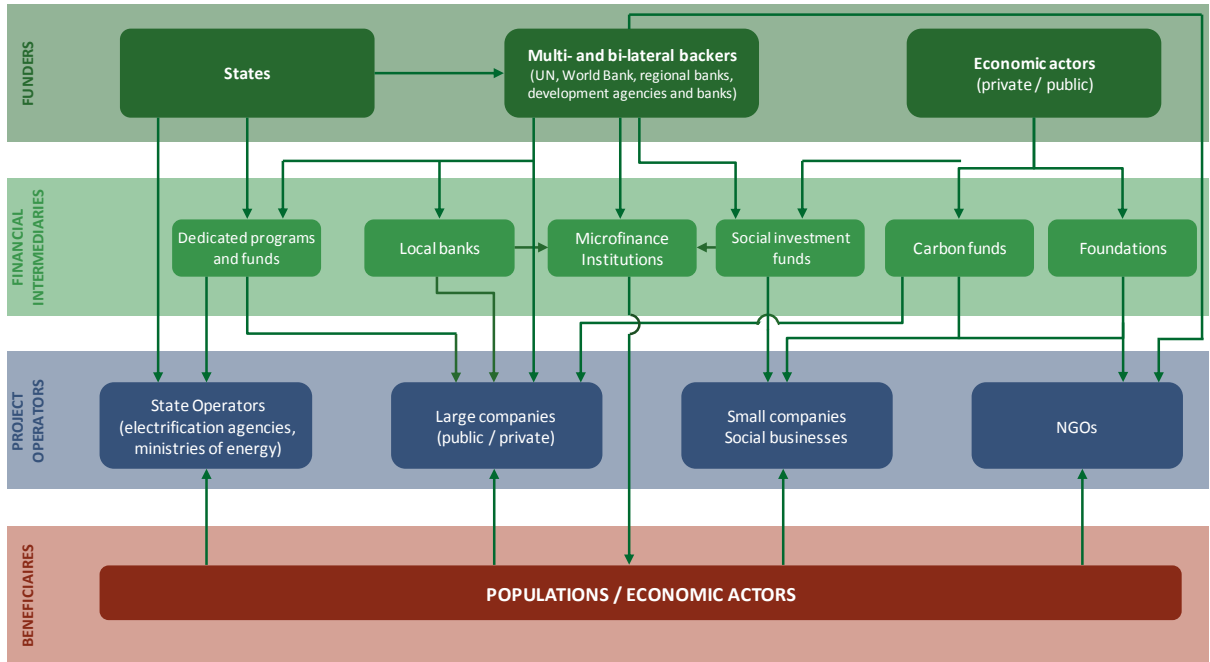 FUNDERS
States
Multi- and bi-lateral backers
(UN, World Bank, regional banks,
development agencies and banks)
Economic actors
(private / public)
FINANCIAL
INTERMEDIARIES
Dedicated programs
and funds
Local banks
Microfinance
Institutions
Social investment
funds
Carbon funds
Foundations
PROJECT
OPERATORS
State Operators
(electrification agencies,
ministries of energy)
Large companies
(public / private)
Small companies
Social businesses
NGOs
BENEFICIAIRES
POPULATIONS / ECONOMIC ACTORS